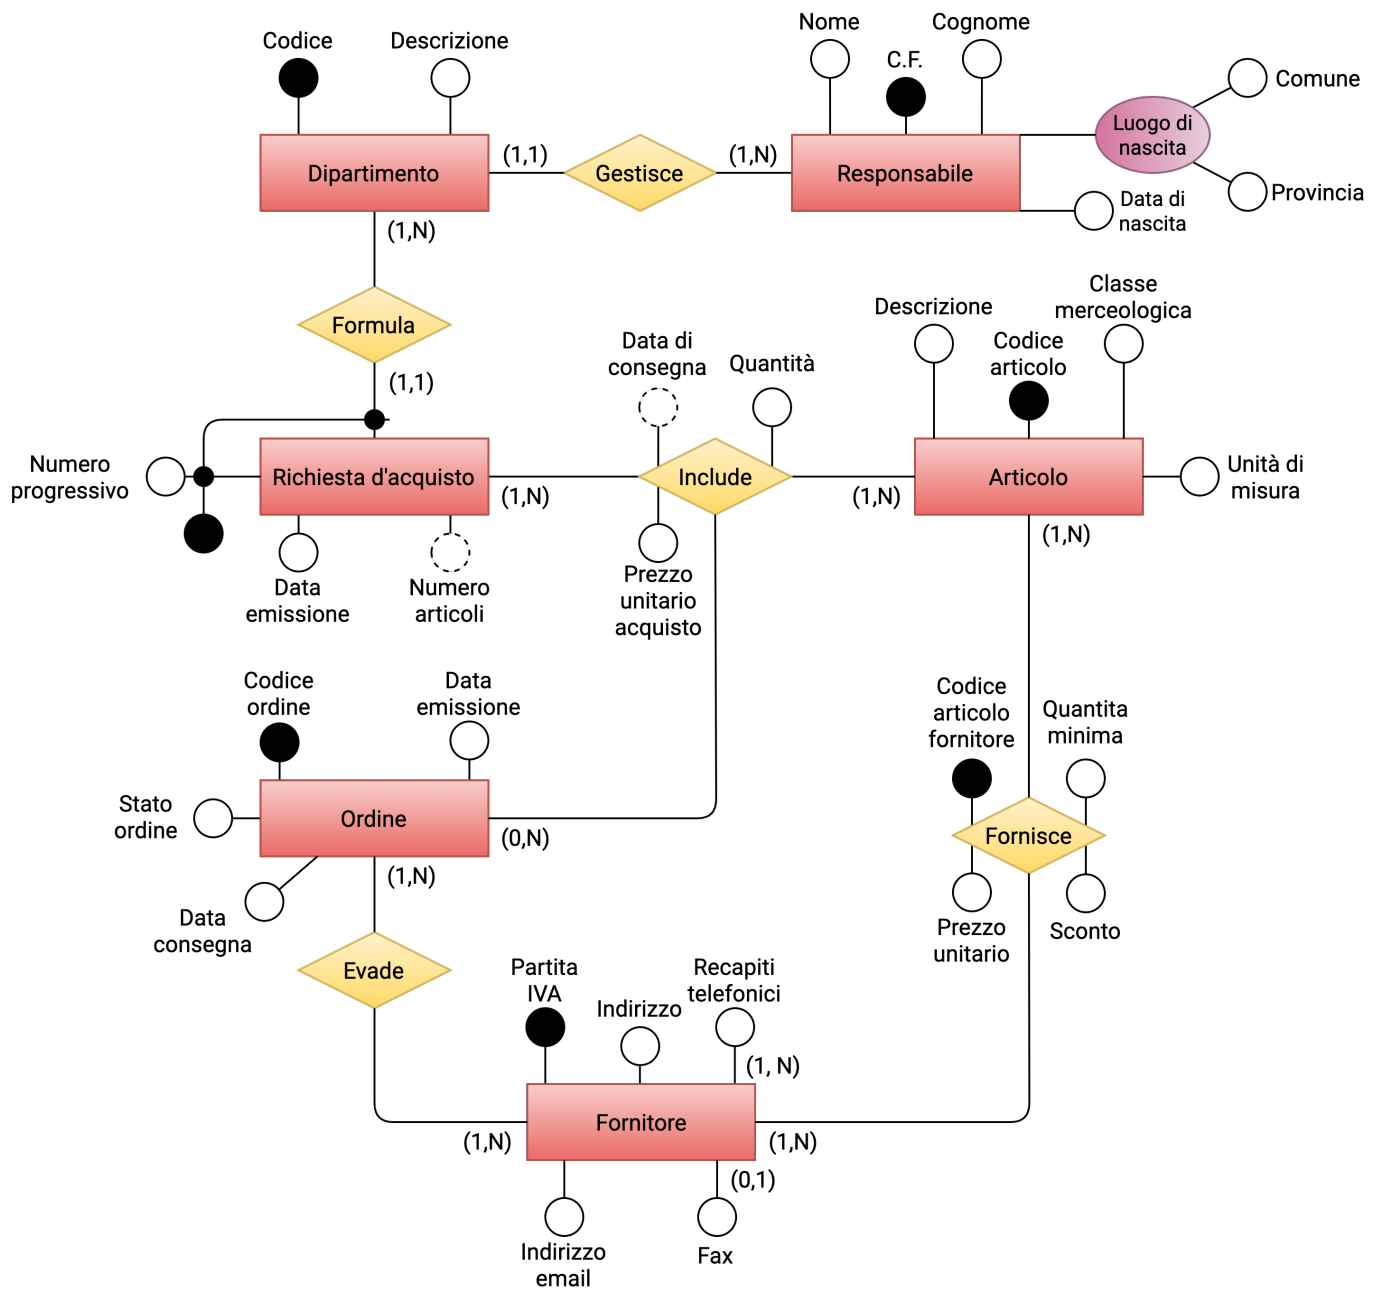 Nome
Cognome
Codice
Descrizione
C.F.
Comune
Luogo di
nascita
Dipartimento
(1,1)
Gestisce
(1,N)
Responsabile
Provincia
Data di
nascita
(1,N)
Formula
(1,1)
Data di
consegna
Quantità
Descrizione
Codice
articolo
Classe
merceologica
Numero
progressivo
Richiesta d'acquisto
(1,N)
Include
(1,N)
Articolo
Unità di
misura
(1,N)
Data
emissione
Numero
articoli
Prezzo
unitario
acquisto
Codice
ordine
Data
emissione
Codice
articolo
fornitore
Quantita
minima
Stato
ordine
Ordine
(0,N)
Fornisce
(1,N)
Data
consegna
Prezzo
unitario
Sconto
Evade
Partita
IVA
Indirizzo
Recapiti
telefonici
(1, N)
(1,N)
Fornitore
(1,N)
(0,1)
Indirizzo
email
Fax